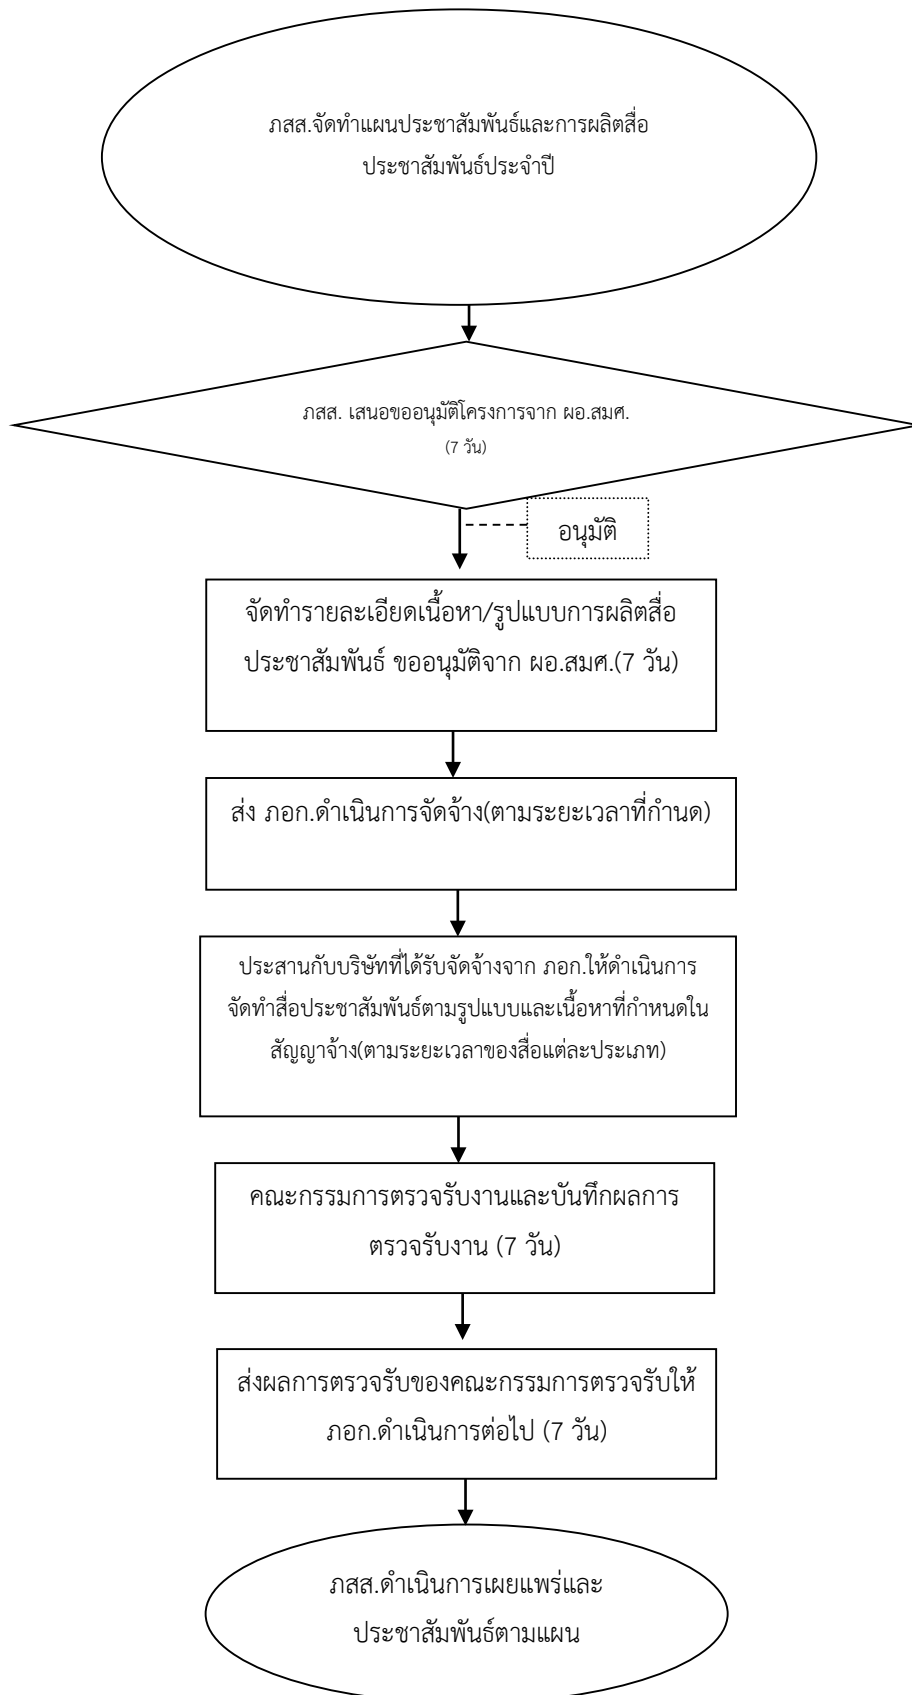 ภสส.จัดทำแผนประชาสัมพันธ์และการผลิตสื่อ
ประชาสัมพันธ์ประจำปี
ภสส. เสนอขออนุมัติโครงการจาก ผอ.สมศ.
(7 วัน)
อนุมัติ
จัดทำรายละเอียดเนื้อหา/รูปแบบการผลิตสื่อ
ประชาสัมพันธ์ ขออนุมัติจาก ผอ.สมศ.(7 วัน)
ส่ง ภอก.ดำเนินการจัดจ้าง(ตามระยะเวลาที่กำนด)
ประสานกับบริษัทที่ได้รับจัดจ้างจาก ภอก.ให้ดำเนินการ
จัดทำสื่อประชาสัมพันธ์ตามรูปแบบและเนื้อหาที่กำหนดใน
สัญญาจ้าง(ตามระยะเวลาของสื่อแต่ละประเภท)
คณะกรรมการตรวจรับงานและบันทึกผลการ
ตรวจรับงาน (7 วัน)
ส่งผลการตรวจรับของคณะกรรมการตรวจรับให้
ภอก.ดำเนินการต่อไป (7 วัน)
ภสส.ดำเนินการเผยแพร่และ
ประชาสัมพันธ์ตามแผน